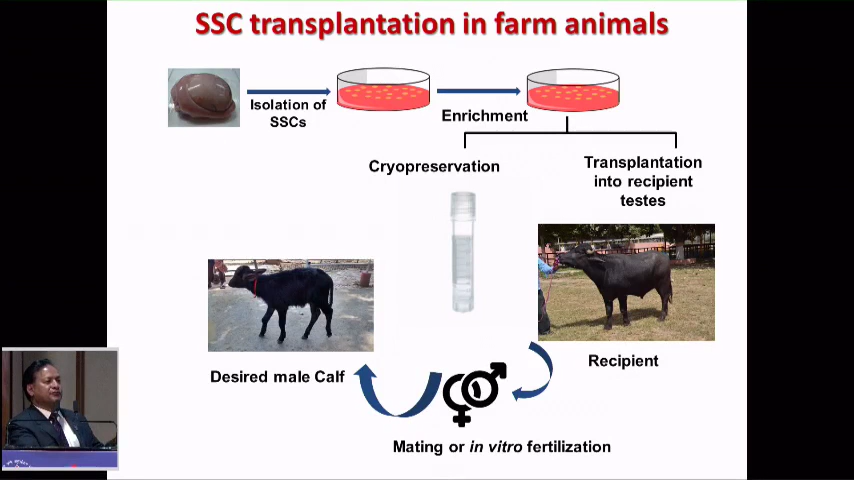 SSC transplantation in farm animals
Isolation of
SSCs
Enrichment
Cryopreservation
Transplantation
into recipient
testes
Recipient
Desired male Calf
Mating or in vitro fertilization